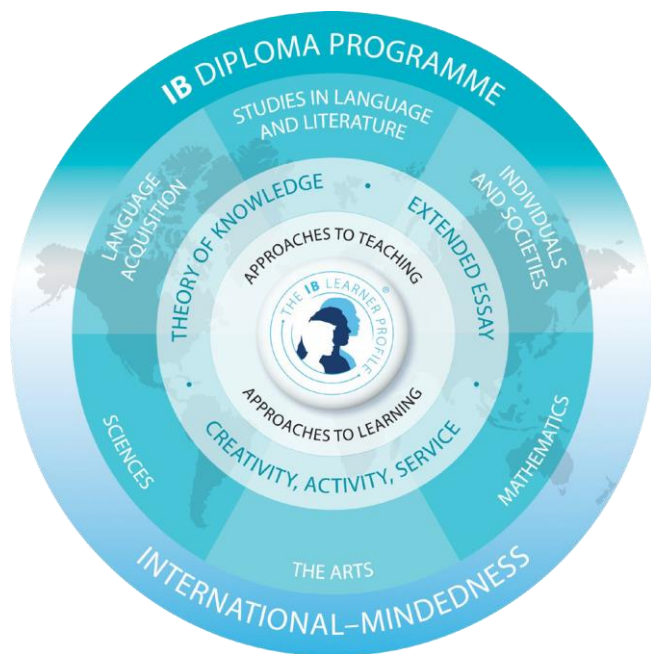 IB DIPLOMA PROGRAMME
STUDIES IN LANGUAGE
AND LITERATURE
LANGUAGE
ACQUISITION
INDIVIDUALS
AND SOCIETIES
THEORY OF KNOWLEDGE
•
EXTENDED ESSAY
APPROACHES TO TEACHING
THE IB LEARNER PROFILE
®
APPROACHES TO LEARNING
•
CREATIVITY, ACTIVITY, SERVICE
•
SCIENCES
MATHEMATICS
THE ARTS
INTERNATIONAL–MINDEDNESS